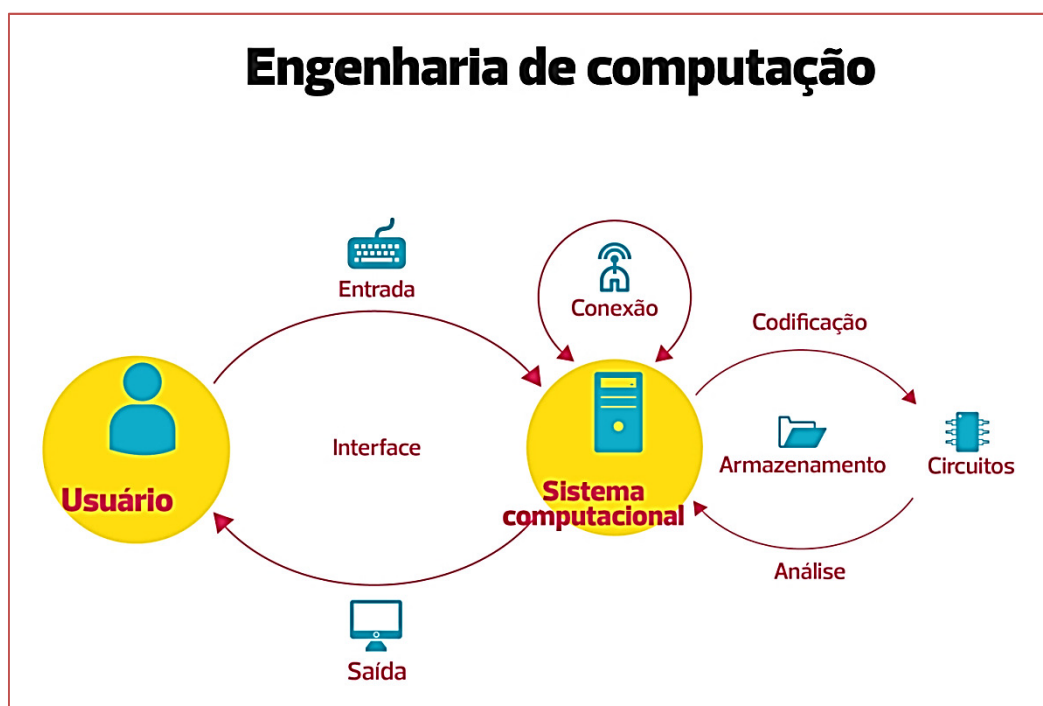 Engenharia de computação
Entrada
Conexão
Codificação
Interface
Armazenamento
Circuitos
Usuário
Sistema
computacional
Análise
Saída